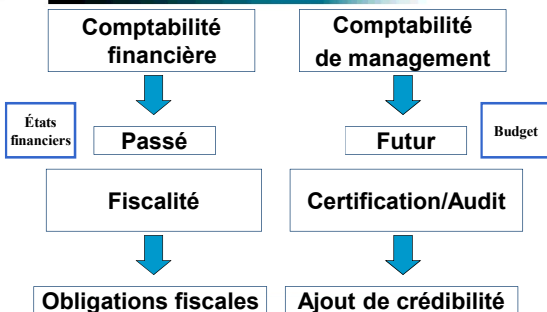 Comptabilité
financière
Comptabilité
de management
États
financiers
Passé
Futur
Budget
Fiscalité
Certification/Audit
Obligations fiscales
Ajout de crédibilité